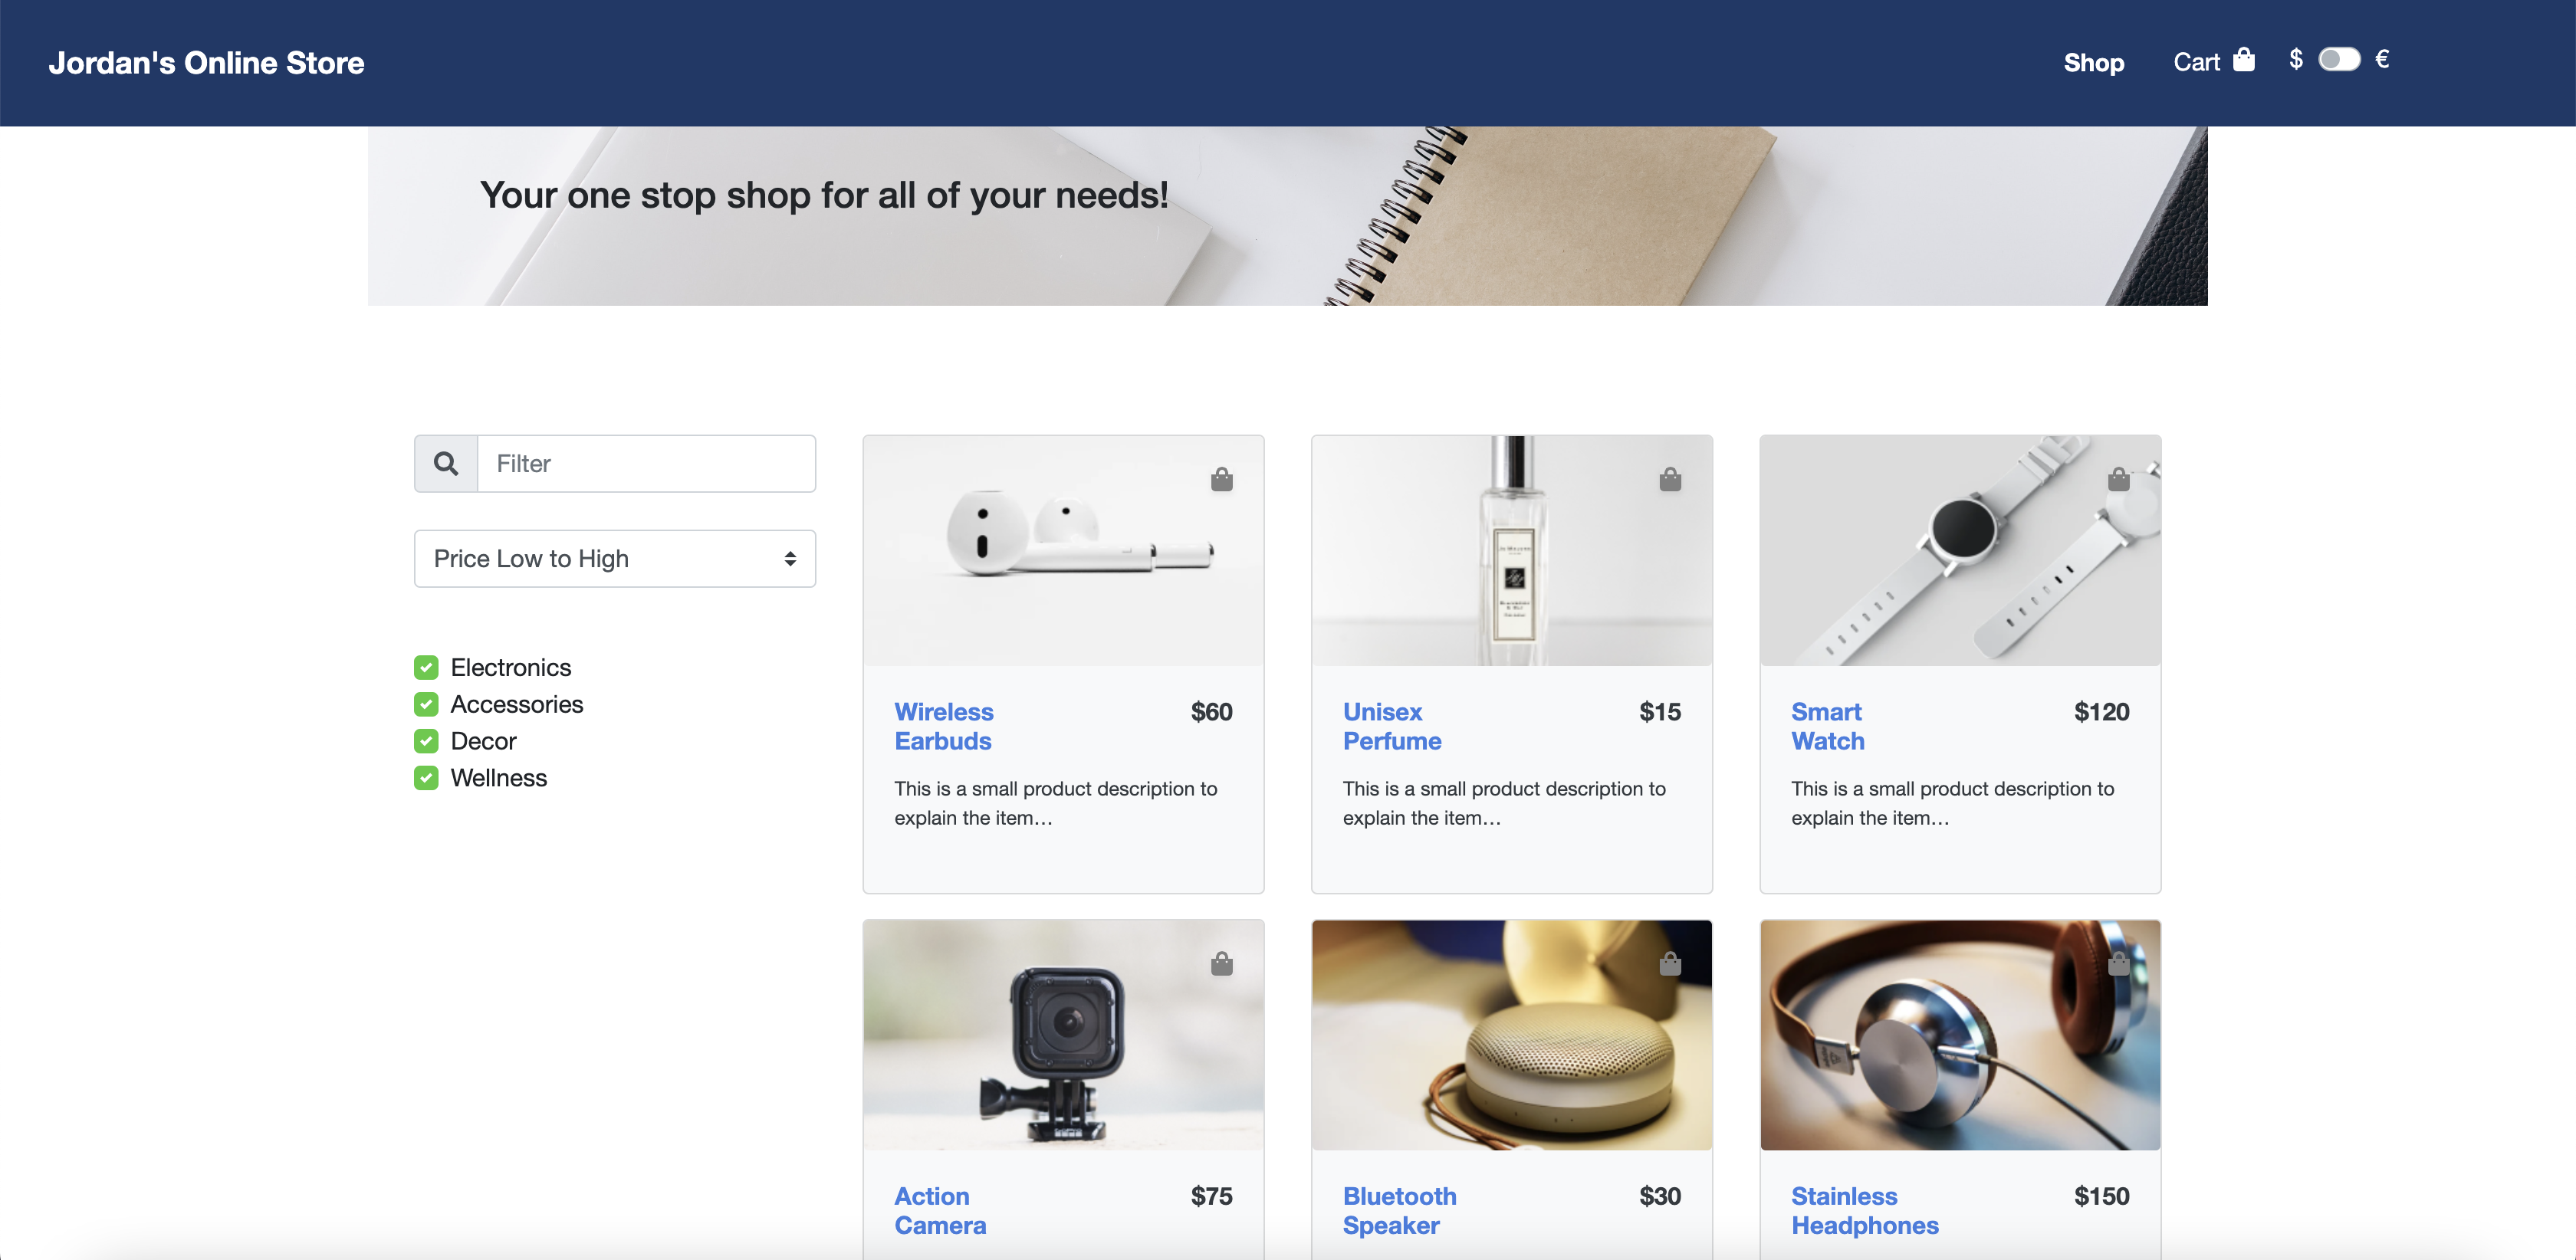 Jordan's Online Store
Shop
Cart
$
€
Your one stop shop for all of your needs!
Filter
Price Low to High
Electronics
Accessories
Decor
Wellness
Wireless
Earbuds
$60
This is a small product description to
explain the item…
Unisex
Perfume
$15
This is a small product description to
explain the item…
Smart
Watch
$120
This is a small product description to
explain the item…
Action
Camera
$75
Bluetooth
Speaker
$30
Stainless
Headphones
$150